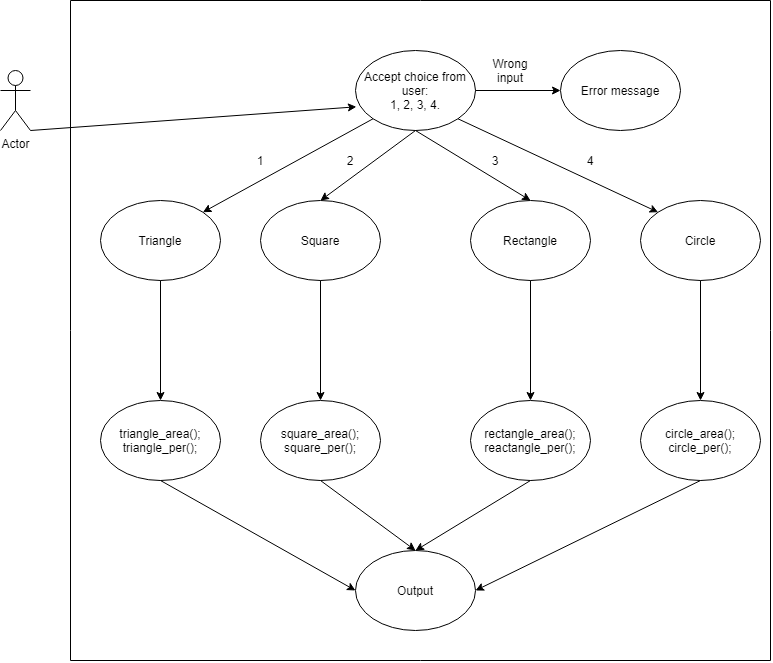 Wrong
input
Accept choice from
user:
1, 2, 3, 4.
Error message
Actor
1
2
3
4
Triangle
Square
Rectangle
Circle
triangle_area();
triangle_per();
square_area();
square_per();
rectangle_area();
reactangle_per();
circle_area();
circle_per();
Output